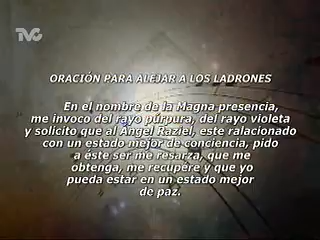 TVC
ORACIÓN PARA ALEJAR A LOS LADRONES
En el nombre de la Magna presencia,
me invoco del rayo púrpura, del rayo violeta
y solicito que al Ángel Raziel, este ralacionado
con un estado mejor de conciencia, pido
a éste ser me resarza, que me
obtenga, me recupere y que yo
pueda estar en un estado mejor
de paz.